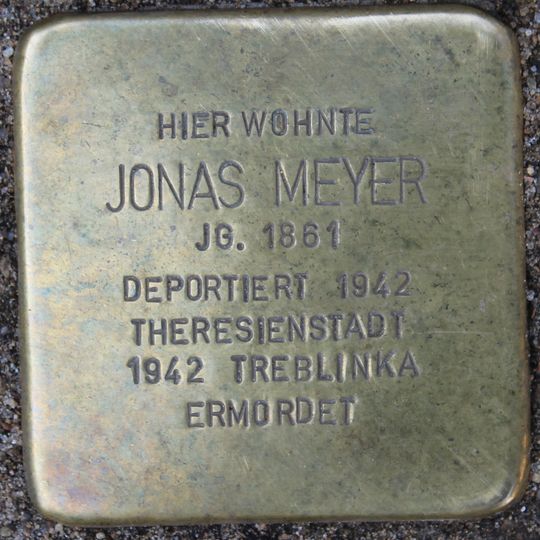 HIER WOHNTE
JONAS MEYER
JG. 1861
DEPORTIERT 1942
THERESIENSTADT
1942 TREBLINKA
ERMORDET